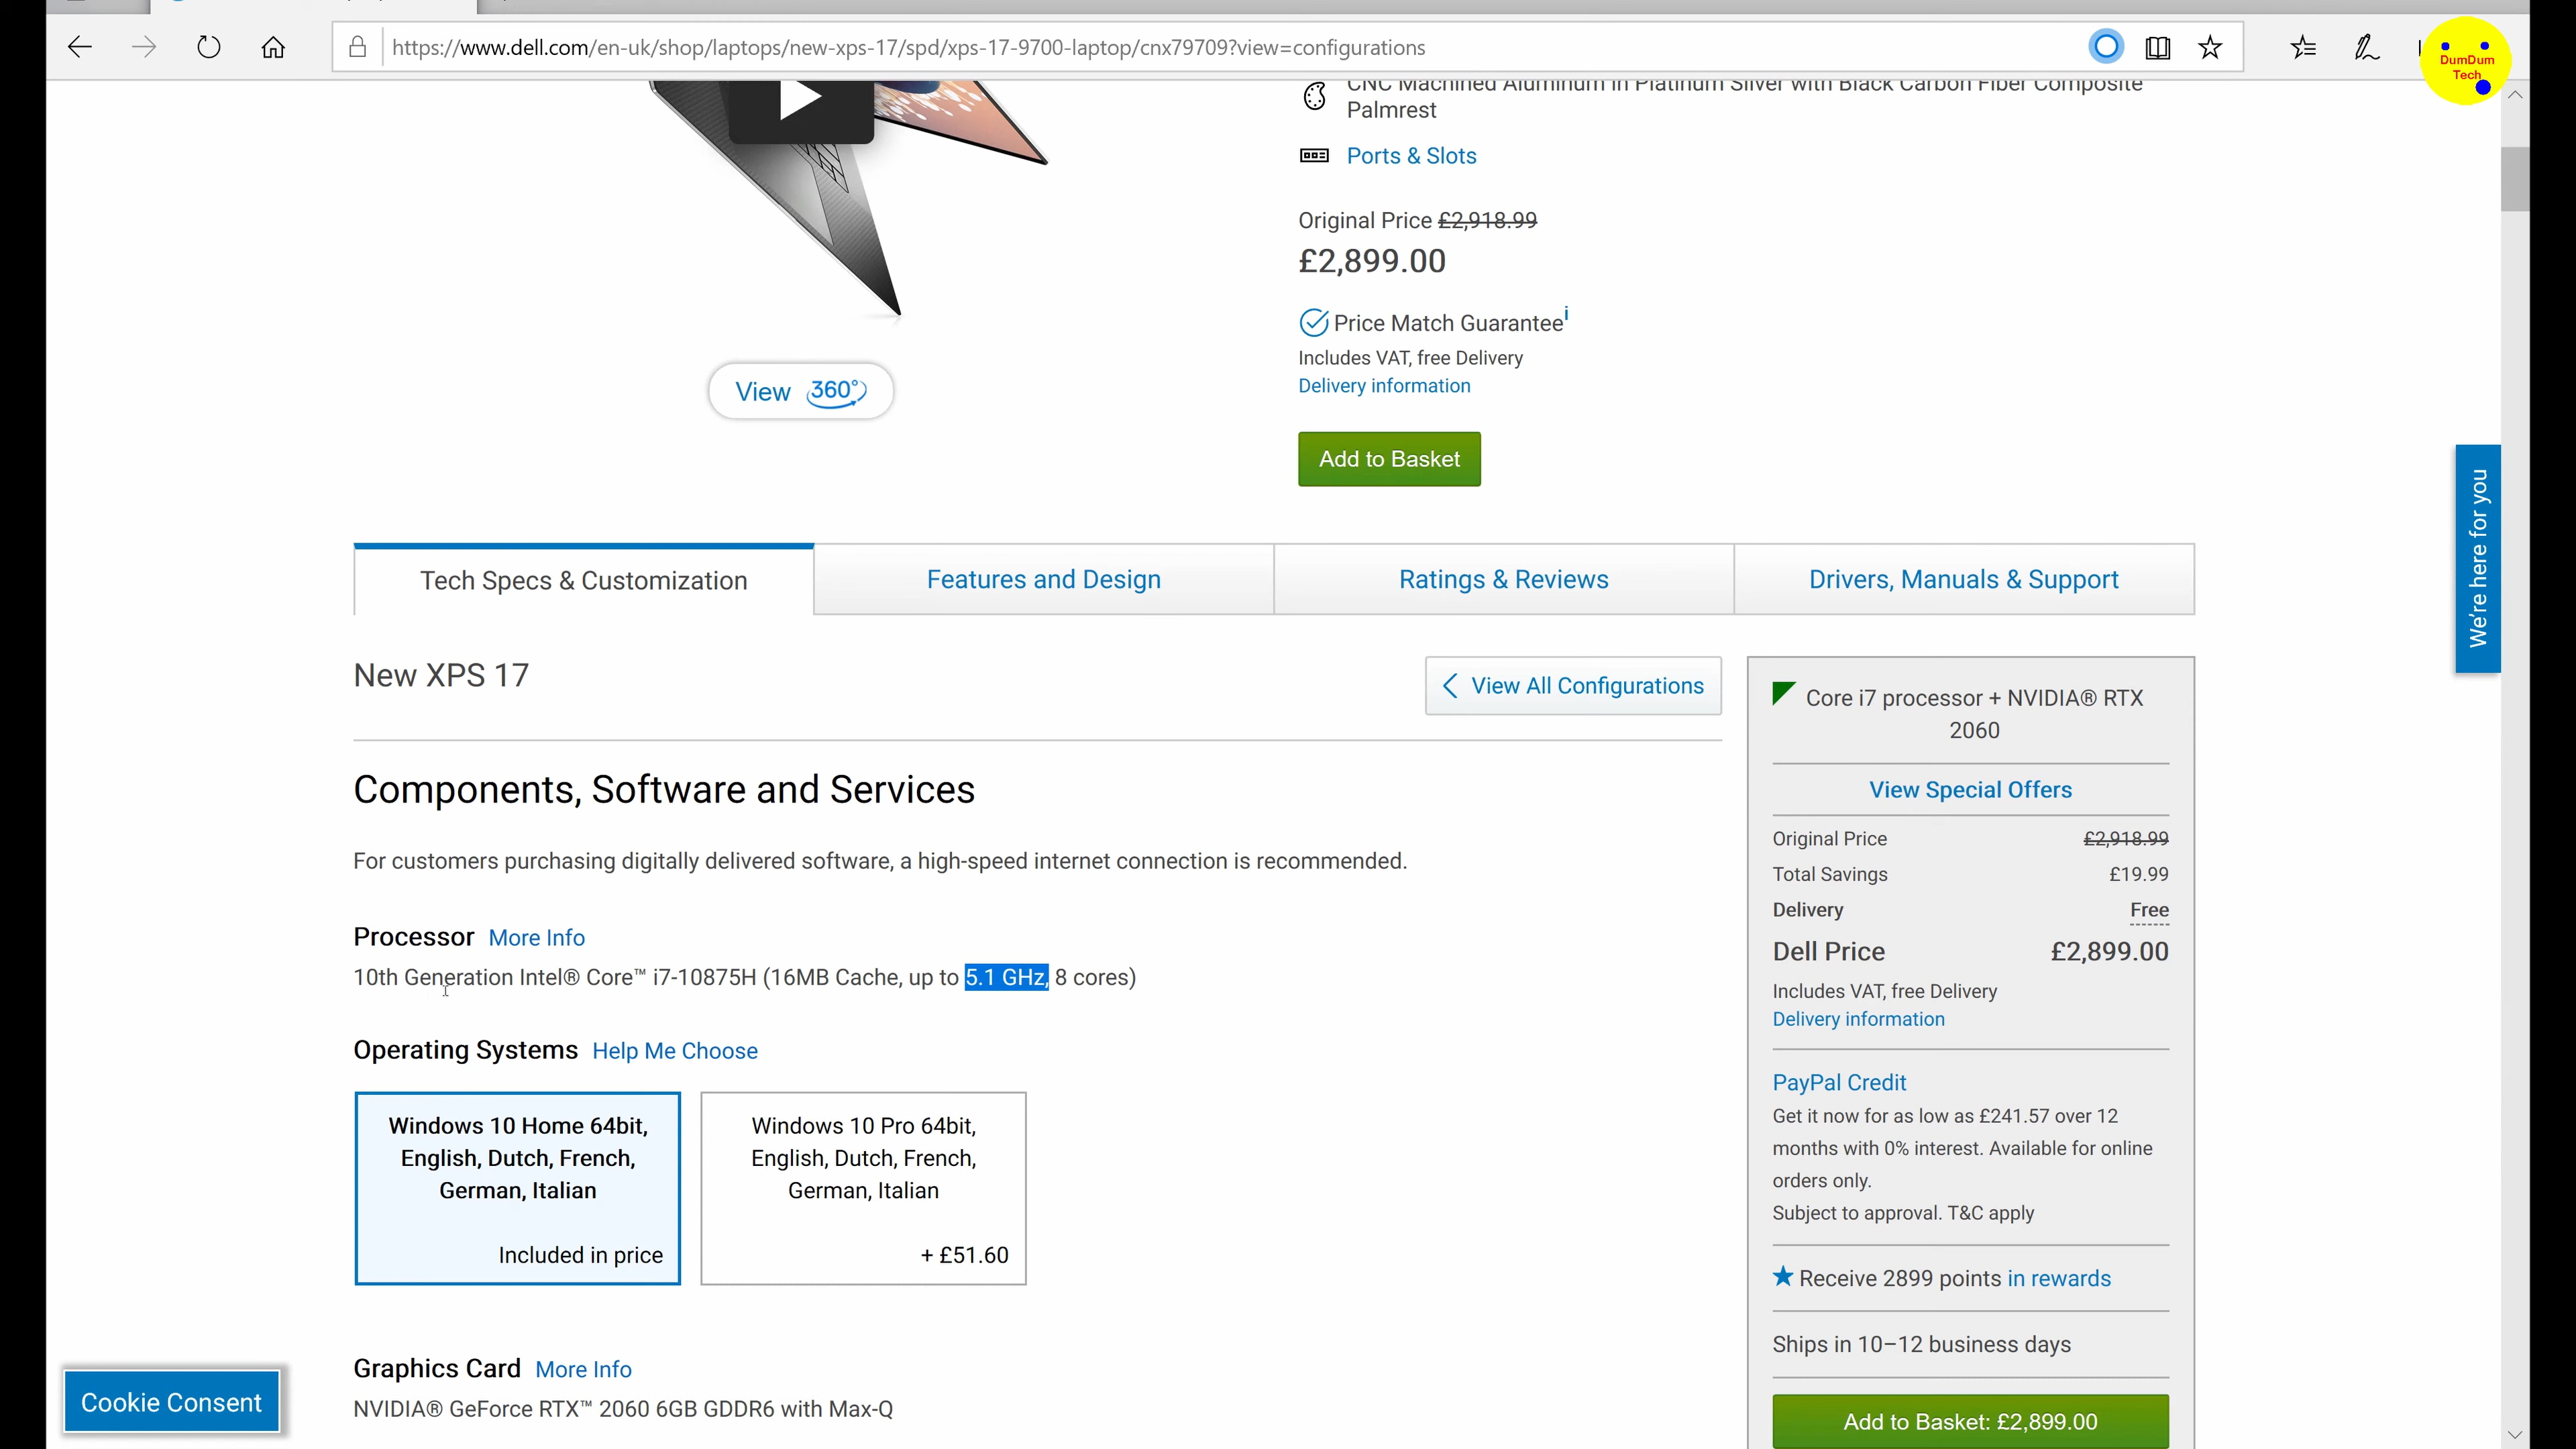 https://www.dell.com/en-uk/shop/laptops/new-xps-17/spd/xps-17-9700-laptop/cnx79709?view=configurations
DumDum
Tech
CNC Machined Aluminum in Platinum Silver with Black Carbon Fiber Composite
Palmrest
Ports & Slots
Original Price £2,918.99
£2,899.00
Price Match Guarantee i
Includes VAT, free Delivery
Delivery information
View 360°
Add to Basket
We're here for you
Tech Specs & Customization
Features and Design
Ratings & Reviews
Drivers, Manuals & Support
New XPS 17
View All Configurations
Components, Software and Services
For customers purchasing digitally delivered software, a high-speed internet connection is recommended.
Processor More Info
10th Generation Intel® Core™ i7-10875H (16MB Cache, up to 5.1 GHz, 8 cores)
Operating Systems Help Me Choose
Windows 10 Home 64bit,
English, Dutch, French,
German, Italian
Included in price
Windows 10 Pro 64bit,
English, Dutch, French,
German, Italian
+ £51.60
Graphics Card More Info
NVIDIA® GeForce RTX™ 2060 6GB GDDR6 with Max-Q
Core i7 processor + NVIDIA® RTX
2060
View Special Offers
Original Price £2,918.99
Total Savings £19.99
Delivery Free
Dell Price £2,899.00
Includes VAT, free Delivery
Delivery information
PayPal Credit
Get it now for as low as £241.57 over 12
months with 0% interest. Available for online
orders only.
Subject to approval. T&C apply
Receive 2899 points in rewards
Ships in 10–12 business days
Add to Basket: £2,899.00
Cookie Consent